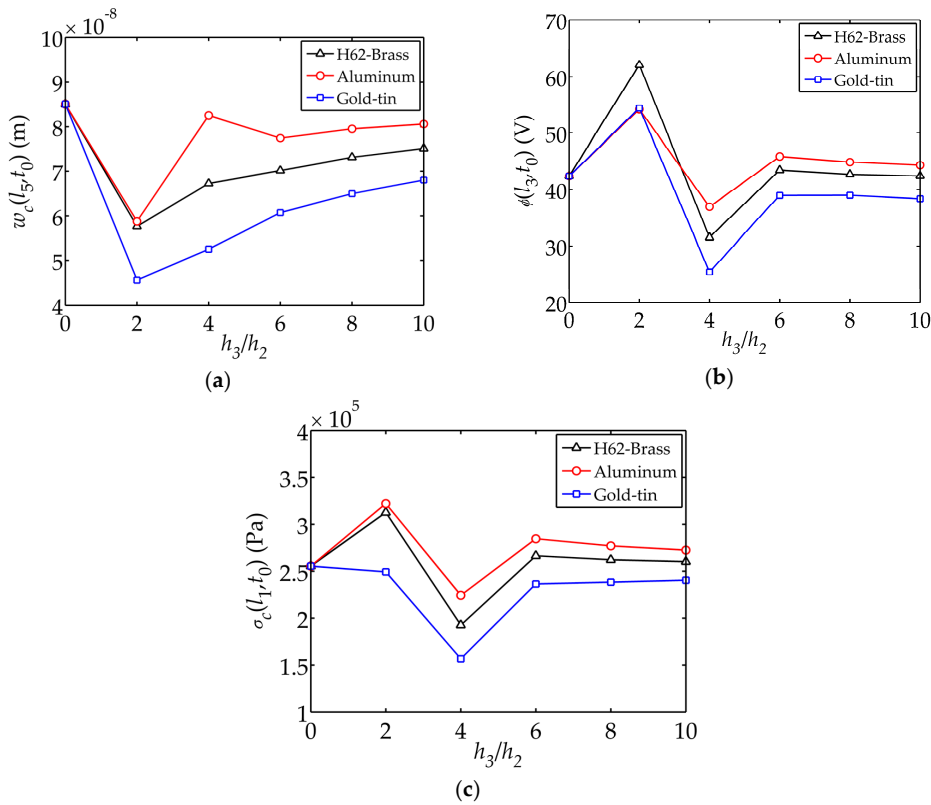 × 10⁻⁸
10
9
8
7
6
5
4
w_c(l_5,t_0) (m)
H62-Brass
Aluminum
Gold-tin
0 2 4 6 8 10
h_3/h_2
(a)
70
60
50
40
30
20
ϕ(l_3,t_0) (V)
H62-Brass
Aluminum
Gold-tin
0 2 4 6 8 10
h_3/h_2
(b)
× 10⁵
4
3.5
3
2.5
2
1.5
1
σ_c(l_1,t_0) (Pa)
H62-Brass
Aluminum
Gold-tin
0 2 4 6 8 10
h_3/h_2
(c)